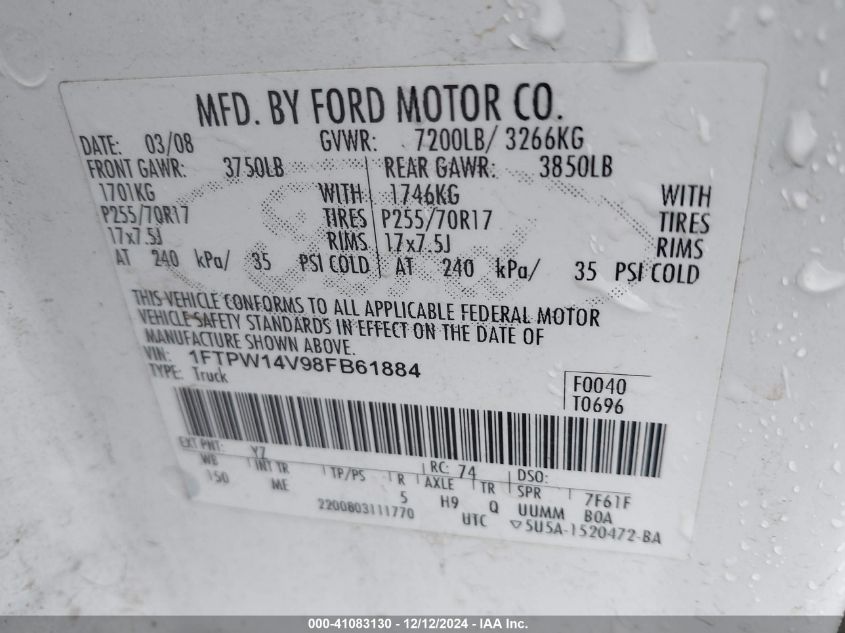 MFD. BY FORD MOTOR CO.
DATE: 03/08 GVWR: 7200LB/ 3266KG
FRONT GAWR: 3750LB REAR GAWR: 3850LB
1701KG WITH 1746KG WITH
P255/70R17 TIRES P255/70R17 TIRES
17x7.5J RIMS 17x7.5J RIMS
AT 240 kPa/ 35 PSI COLD AT 240 kPa/ 35 PSI COLD
THIS VEHICLE CONFORMS TO ALL APPLICABLE FEDERAL MOTOR
VEHICLE SAFETY STANDARDS IN EFFECT ON THE DATE OF
MANUFACTURE SHOWN ABOVE.
VIN: 1FTPW14V98FB61884
TYPE: Truck
F0040
T0696
EXT PNT: YZ RC: 74 DSO:
WB INT TR TP/PS R AXLE TR SPR 7F61F
150 ME 5 H9 Q UUMM BOA
2200803111770 UTC ▽5U5A-1520472-BA
000-41083130 - 12/12/2024 - IAA Inc.